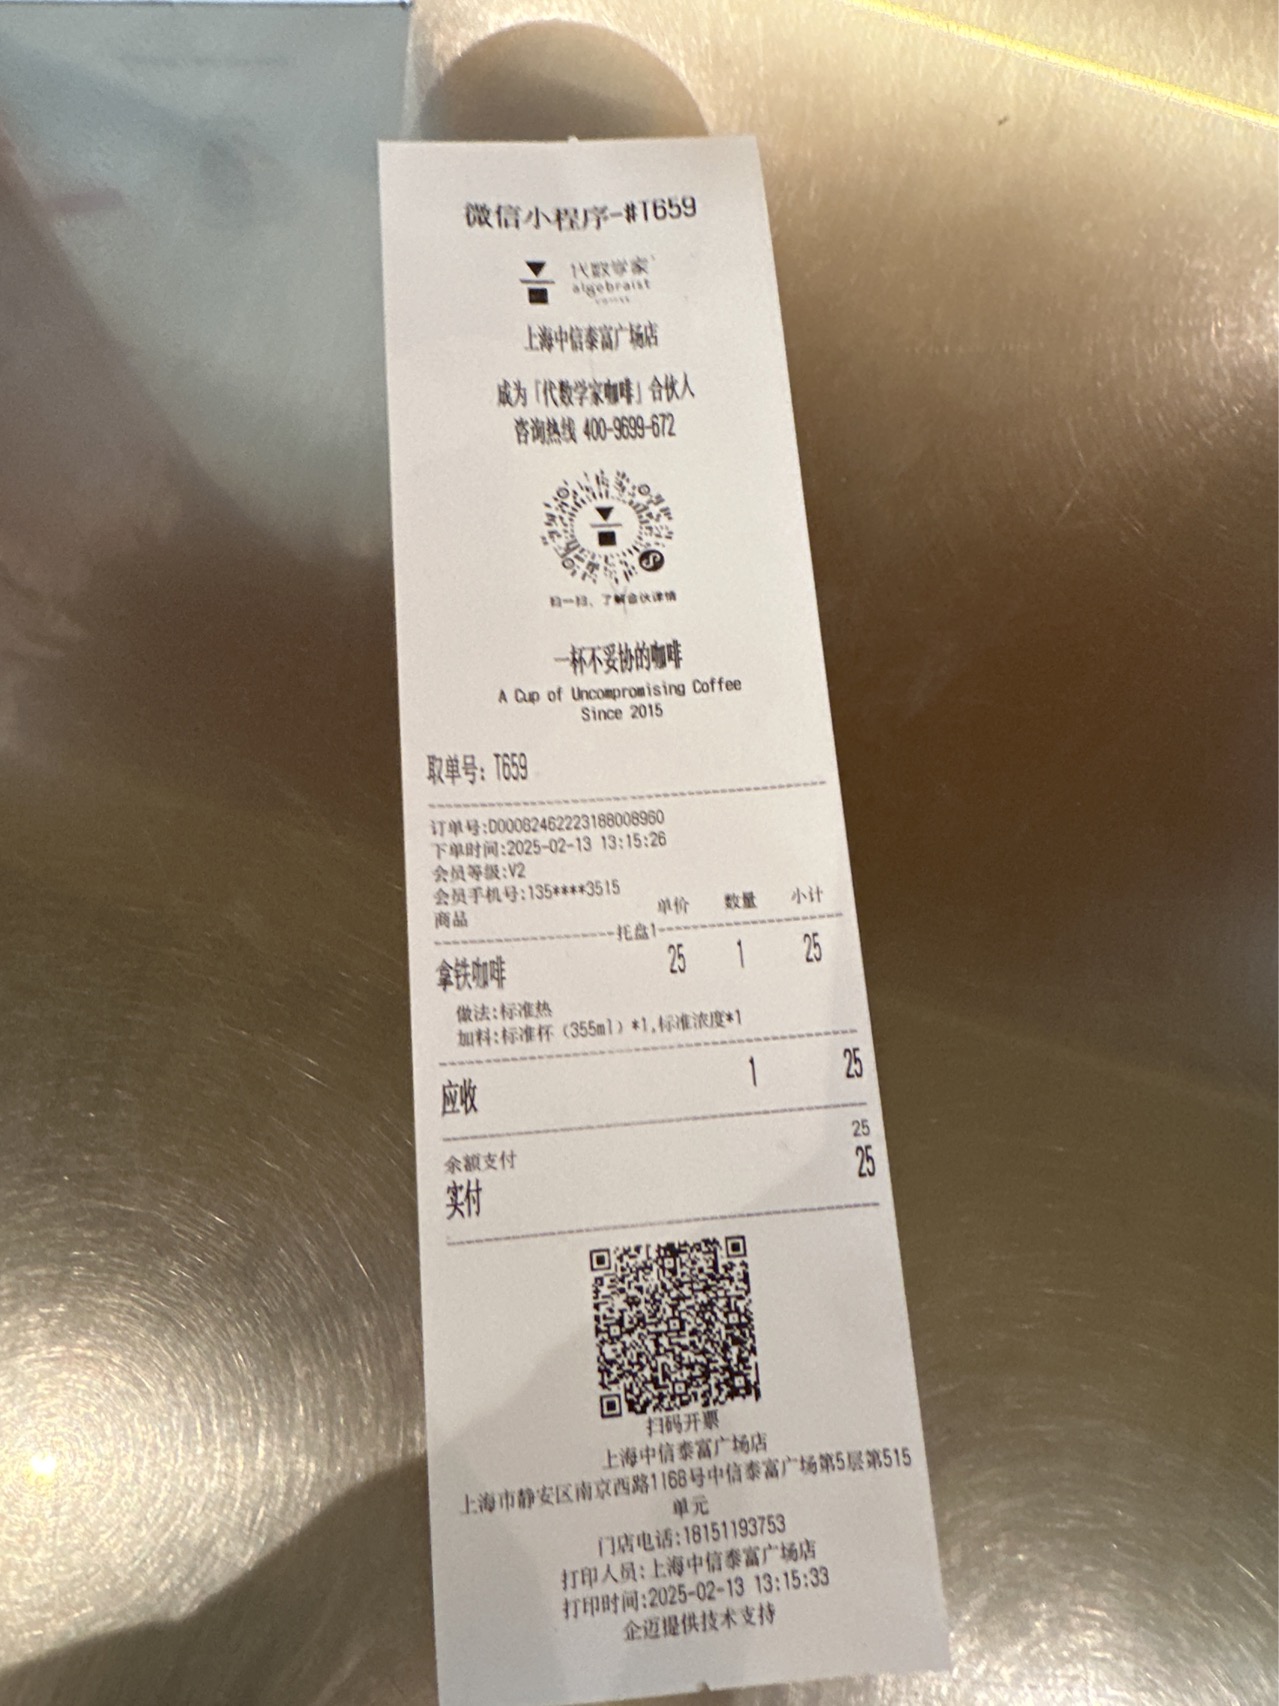 微信小程序-#T659
代数学家
algebraist
上海中信泰富广场店
成为「代数学家咖啡」合伙人
咨询热线 400-9699-672
扫一扫、了解合伙详情
一杯不妥协的咖啡
A Cup of Uncompromising Coffee
Since 2015
取单号: T659
订单号:D00082462223188008960
下单时间:2025-02-13 13:15:26
会员等级:V2
会员手机号:135****3515
商品 单价 数量 小计
托盘1
拿铁咖啡 25 1 25
做法:标准热
加料:标准杯（355ml）*1,标准浓度*1
应收 1 25
余额支付 25
实付 25
扫码开票
上海中信泰富广场店
上海市静安区南京西路1168号中信泰富广场第5层第515
单元
门店电话:18151193753
打印人员:上海中信泰富广场店
打印时间:2025-02-13 13:15:33
企迈提供技术支持